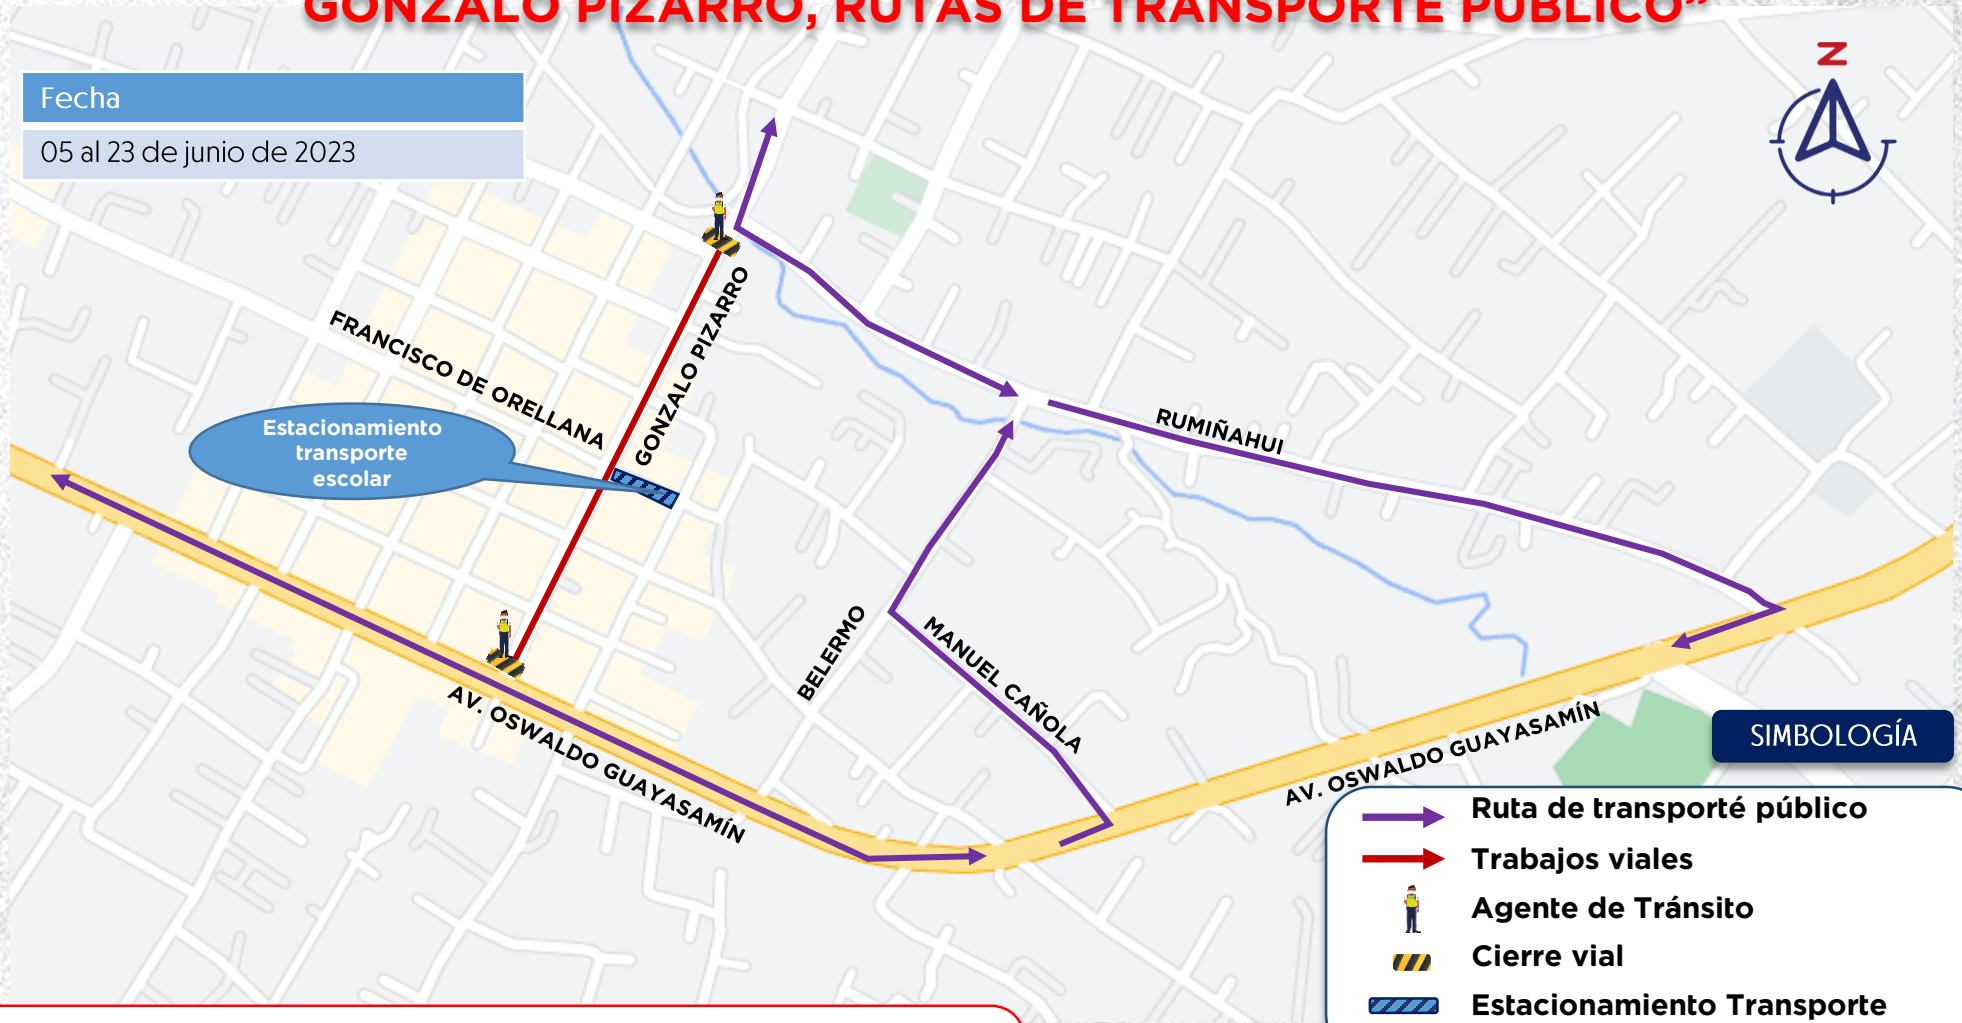 GONZALO PIZARRO, RUTAS DE TRANSPORTE PÚBLICO”
N
Fecha
05 al 23 de junio de 2023
FRANCISCO DE ORELLANA
GONZALO PIZARRO
Estacionamiento
transporte
escolar
RUMIÑAHUI
BELERMO
MANUEL CAÑOLA
AV. OSWALDO GUAYASAMÍN
AV. OSWALDO GUAYASAMÍN
SIMBOLOGÍA
Ruta de transporté público
Trabajos viales
Agente de Tránsito
Cierre vial
Estacionamiento Transporte